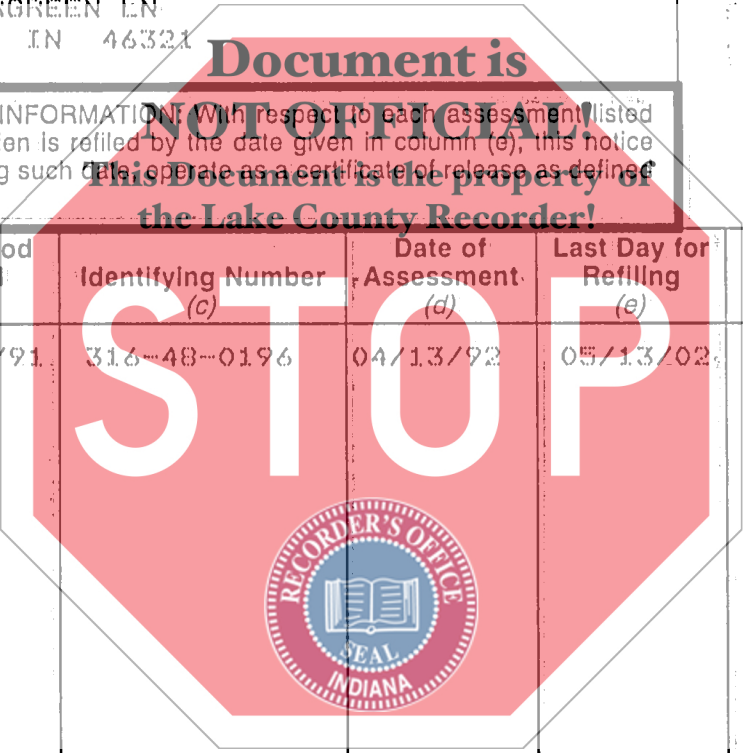 IN 46321
Document is
NOT OFFICIAL!
INFORMATION: With respect to each assessment listed
en is refiled by the date given in column (e), this notice
g such date, operate as a certificate of release as defined
This Document is the property of
the Lake County Recorder!
od Identifying Number (c) Date of Assessment (d) Last Day for Refiling (e)
/91 316-48-0196 04/13/92 05/13/02
STOP
RECORDER'S OFFICE
SEAL
INDIANA